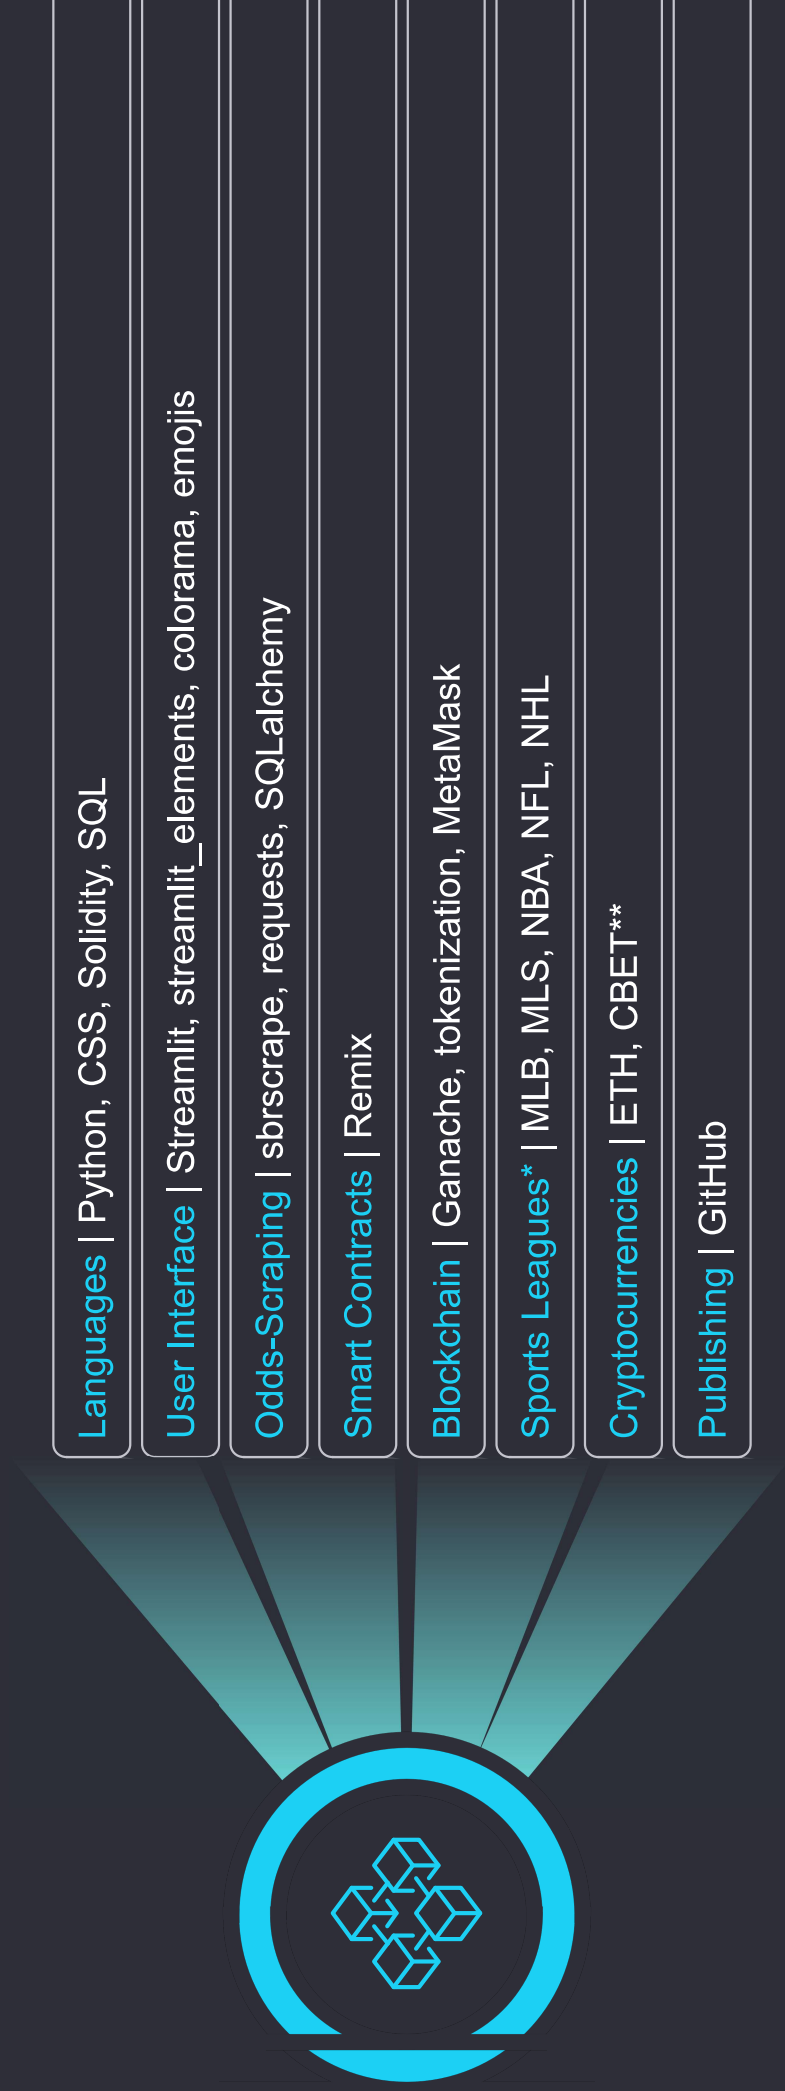 Languages | Python, CSS, Solidity, SQL
User Interface | Streamlit, streamlit_elements, colorama, emojis
Odds-Scraping | sbrscrape, requests, SQLalchemy
Smart Contracts | Remix
Blockchain | Ganache, tokenization, MetaMask
Sports Leagues* | MLB, MLS, NBA, NFL, NHL
Cryptocurrencies | ETH, CBET**
Publishing | GitHub